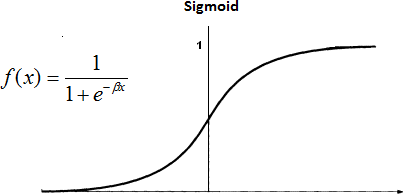 Sigmoid
1
f(x) = 1 / (1 + e^{-βx})